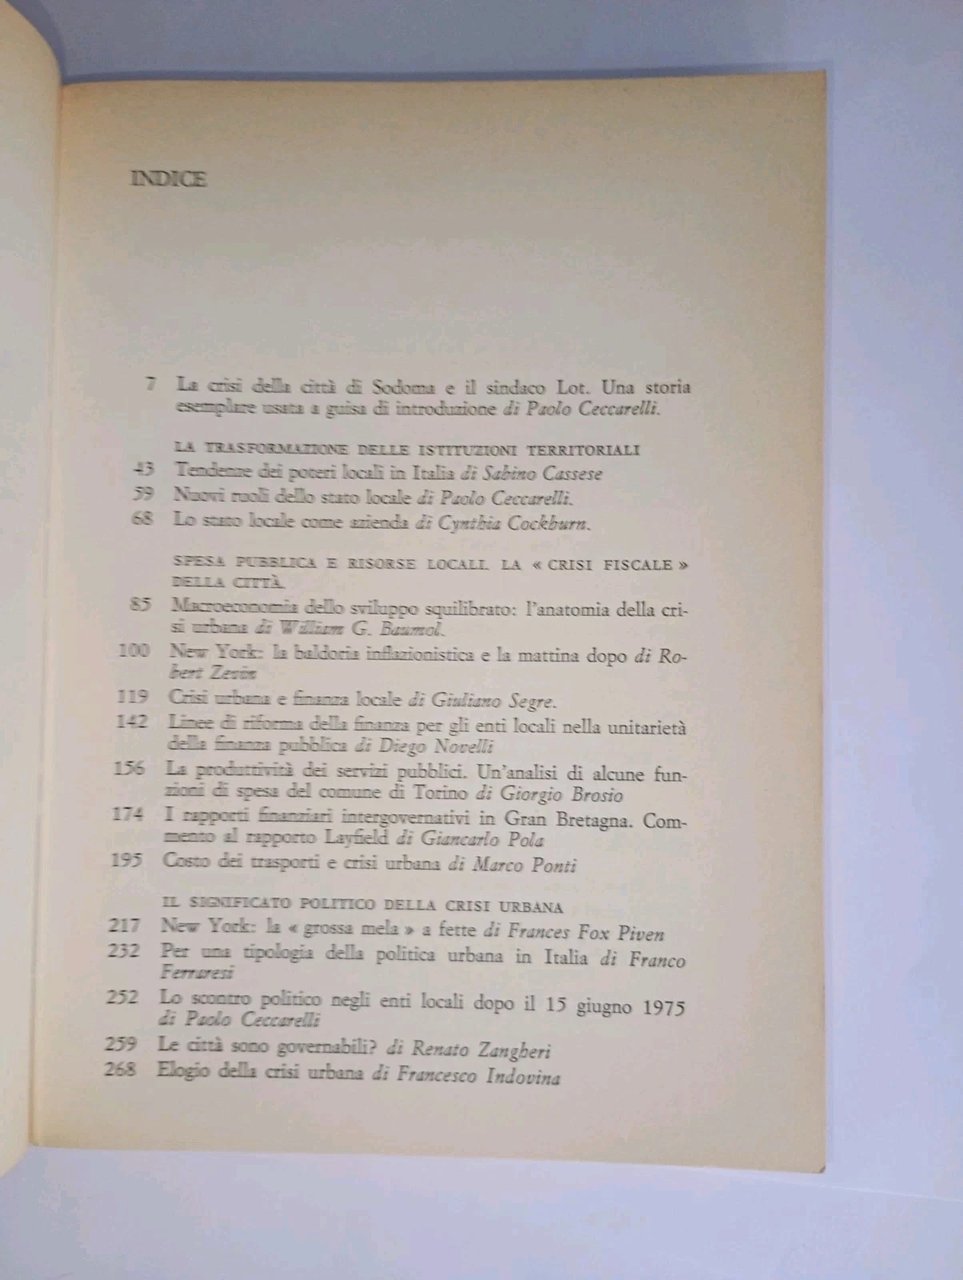 INDICE
7 La crisi della città di Sodoma e il sindaco Lot. Una storia
esemplare usata a guisa di introduzione di Paolo Ceccarelli.
LA TRASFORMAZIONE DELLE ISTITUZIONI TERRITORIALI
43 Tendenze dei poteri locali in Italia di Sabino Cassese
59 Nuovi ruoli dello stato locale di Paolo Ceccarelli.
68 Lo stato locale come azienda di Cynthia Cockburn.
SPESA PUBBLICA E RISORSE LOCALI. LA « CRISI FISCALE »
DELLA CITTÀ
85 Macroeconomia dello sviluppo squilibrato: l'anatomia della cri-
si urbana di William G. Baumol.
100 New York: la baldoria inflazionistica e la mattina dopo di Ro-
bert Zevin
119 Crisi urbana e finanza locale di Giuliano Segre.
142 Linee di riforma della finanza per gli enti locali nella unitarietà
della finanza pubblica di Diego Novelli
156 La produttività dei servizi pubblici. Un'analisi di alcune fun-
zioni di spesa del comune di Torino di Giorgio Brosio
174 I rapporti finanziari intergovernativi in Gran Bretagna. Com-
mento al rapporto Layfield di Giancarlo Pola
195 Costo dei trasporti e crisi urbana di Marco Ponti
IL SIGNIFICATO POLITICO DELLA CRISI URBANA
217 New York: la « grossa mela » a fette di Frances Fox Piven
232 Per una tipologia della politica urbana in Italia di Franco
Ferraresi
252 Lo scontro politico negli enti locali dopo il 15 giugno 1975
di Paolo Ceccarelli
259 Le città sono governabili? di Renato Zangheri
268 Elogio della crisi urbana di Francesco Indovina